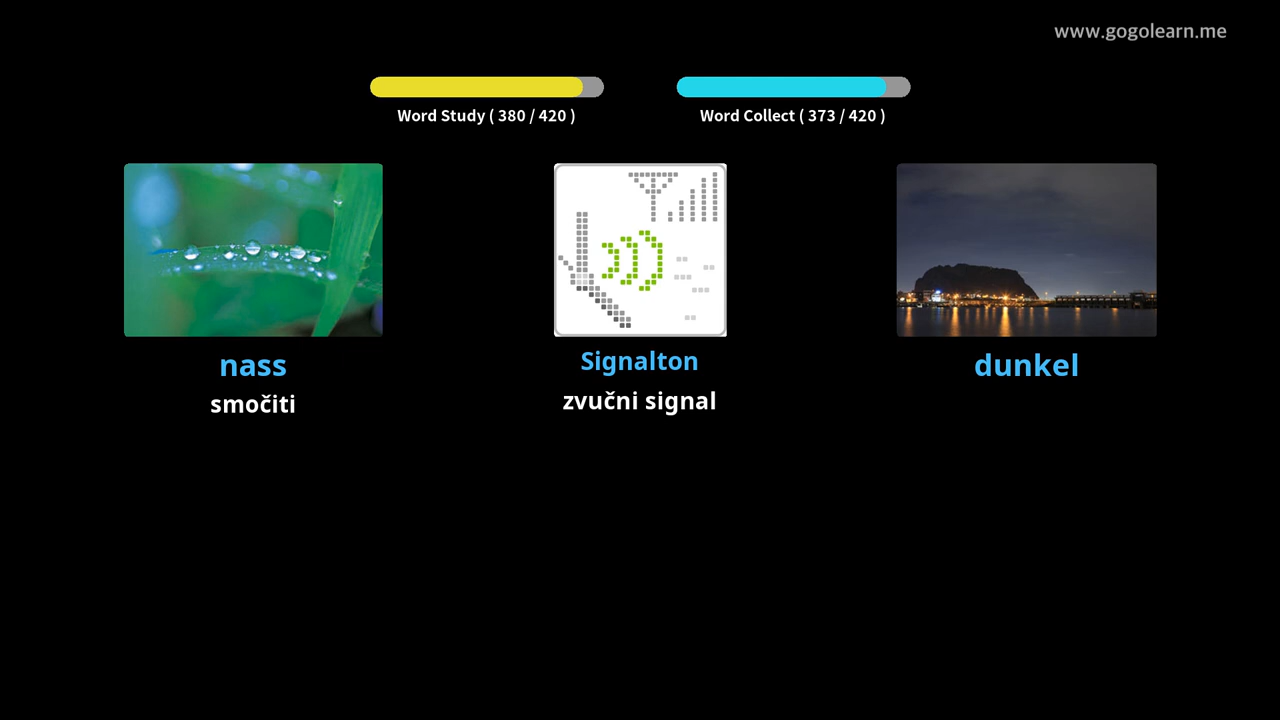 www.gogolearn.me
Word Study ( 380 / 420 )
Word Collect ( 373 / 420 )
nass
Signalton
dunkel
smočiti
zvučni signal